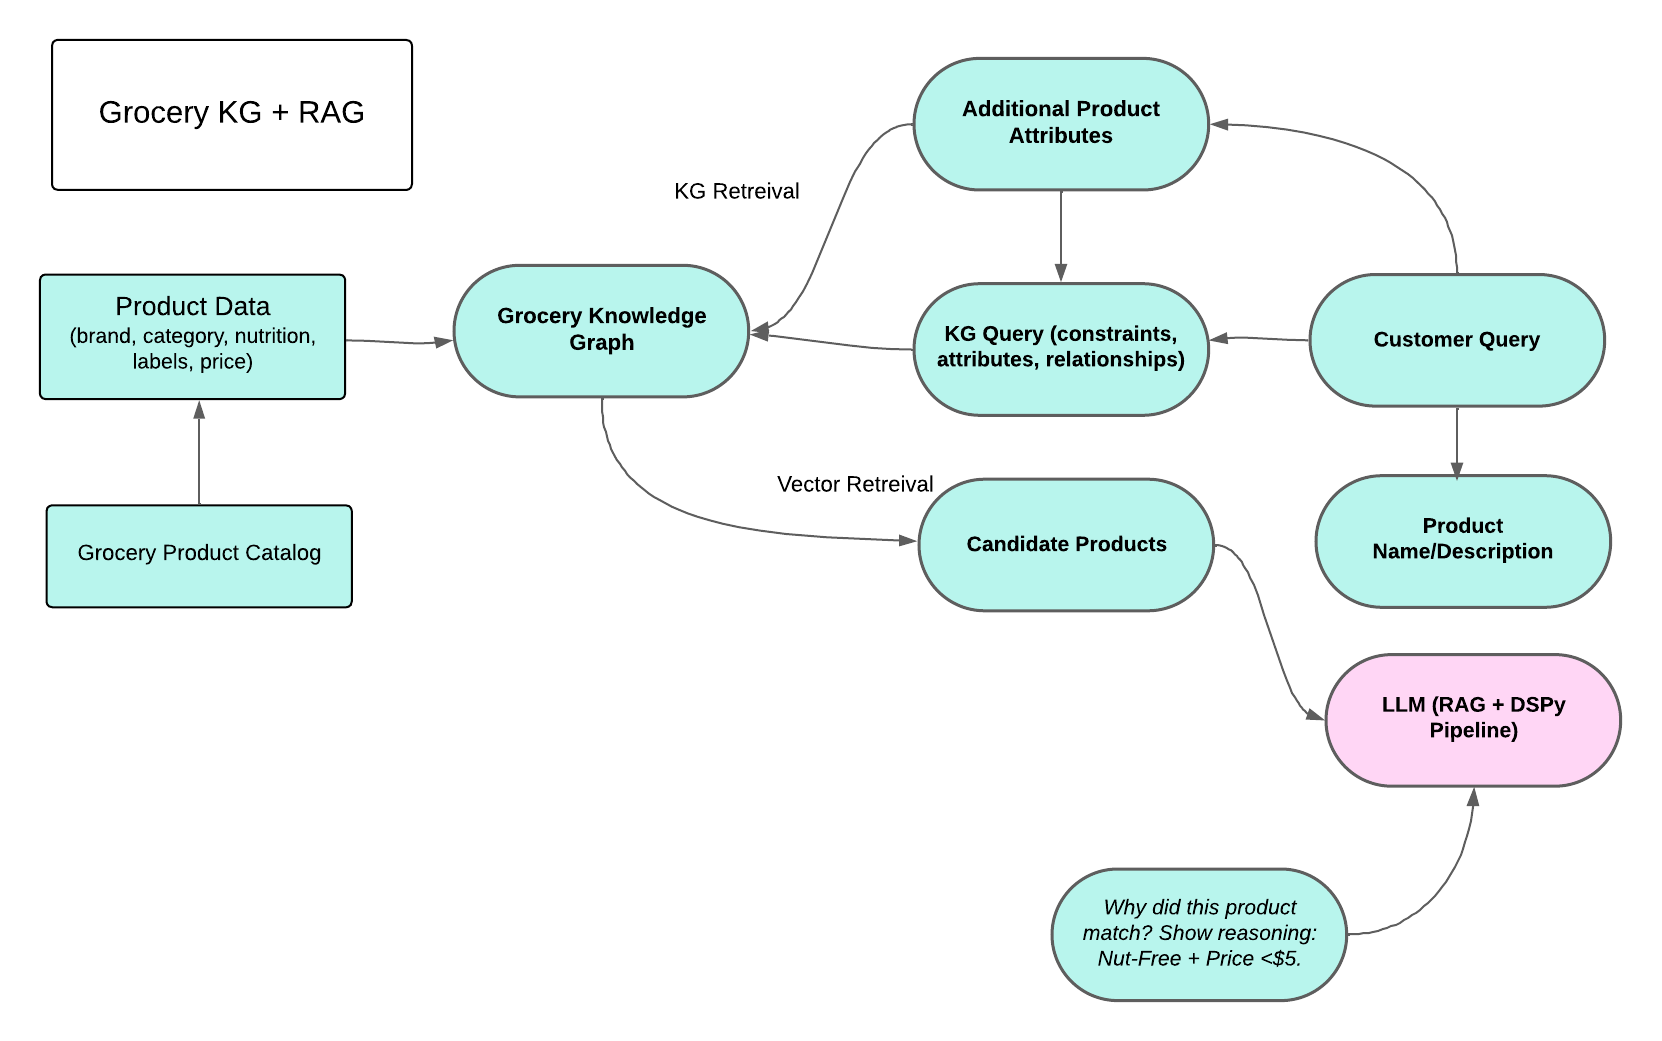 Grocery KG + RAG
Additional Product
Attributes
KG Retreival
Product Data
(brand, category, nutrition,
labels, price)
Grocery Knowledge
Graph
KG Query (constraints,
attributes, relationships)
Customer Query
Grocery Product Catalog
Vector Retreival
Candidate Products
Product
Name/Description
LLM (RAG + DSPy
Pipeline)
Why did this product
match? Show reasoning:
Nut-Free + Price <$5.